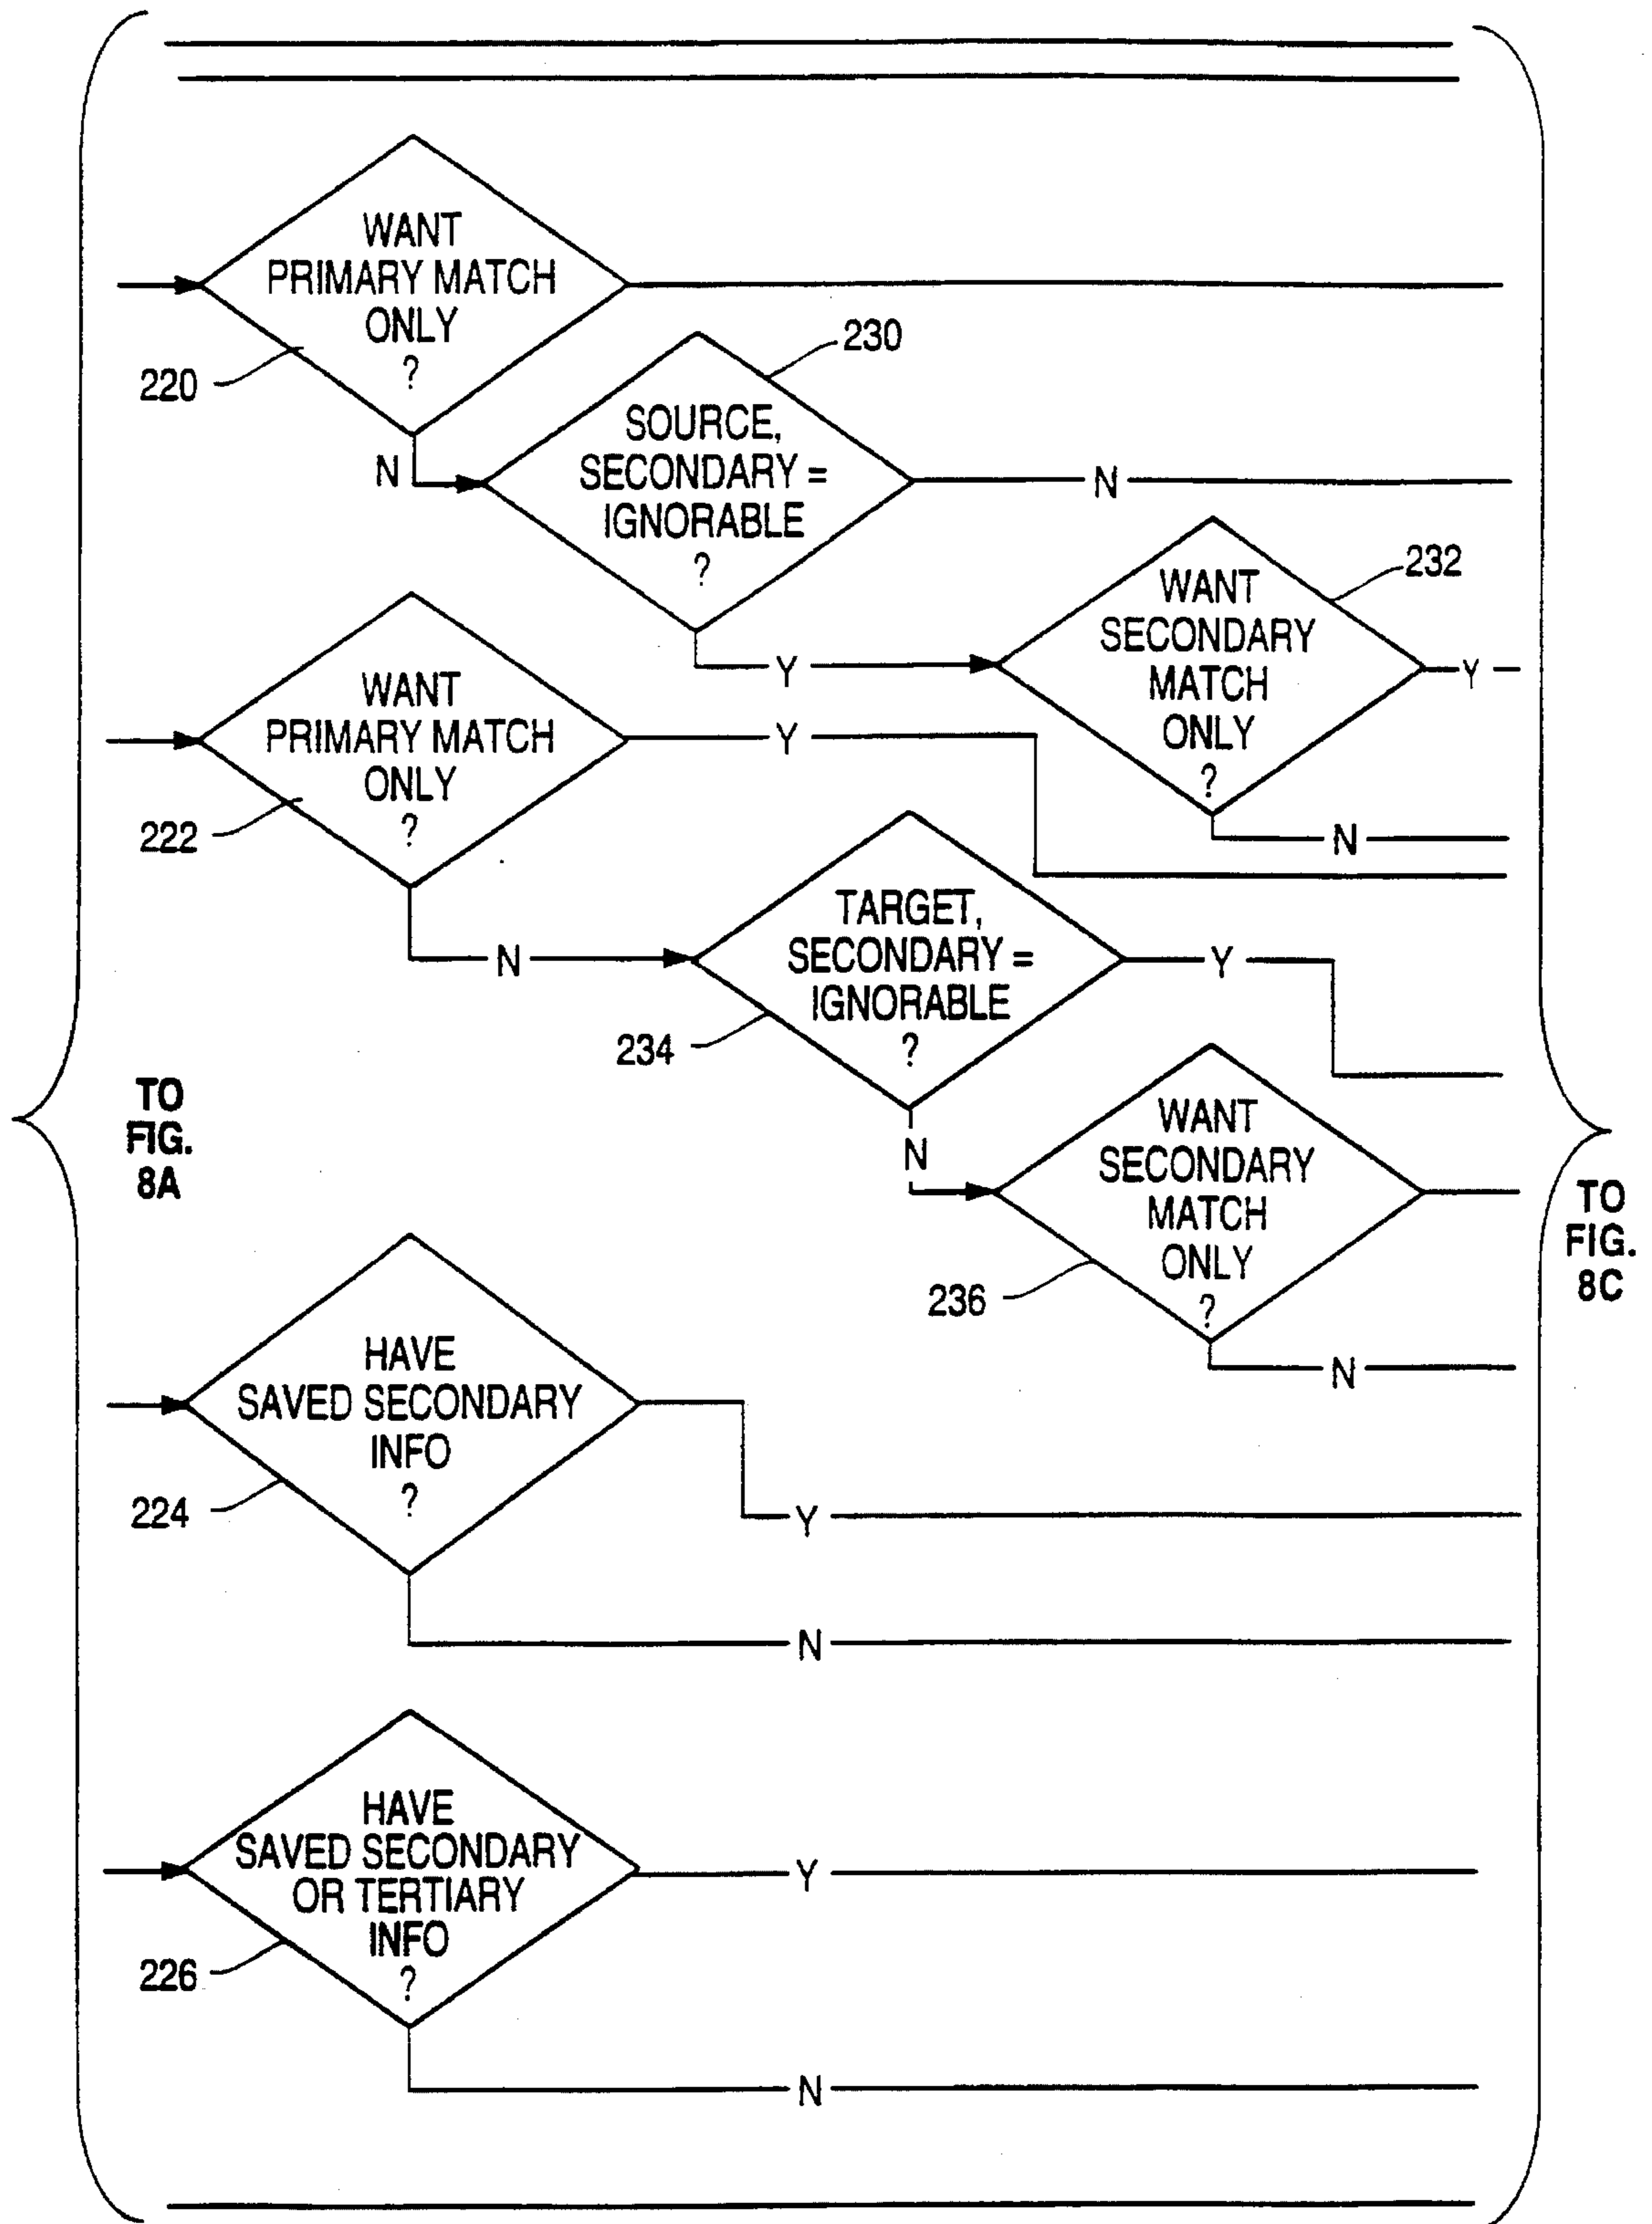 WANT
PRIMARY MATCH
ONLY
?
220
N
230
SOURCE,
SECONDARY =
IGNORABLE
?
N
Y
232
WANT
SECONDARY
MATCH
ONLY
?
Y
N
WANT
PRIMARY MATCH
ONLY
?
222
Y
N
TARGET,
SECONDARY =
IGNORABLE
?
234
Y
N
WANT
SECONDARY
MATCH
ONLY
?
236
N
TO
FIG.
8A
TO
FIG.
8C
HAVE
SAVED SECONDARY
INFO
?
224
Y
N
HAVE
SAVED SECONDARY
OR TERTIARY
INFO
?
226
Y
N